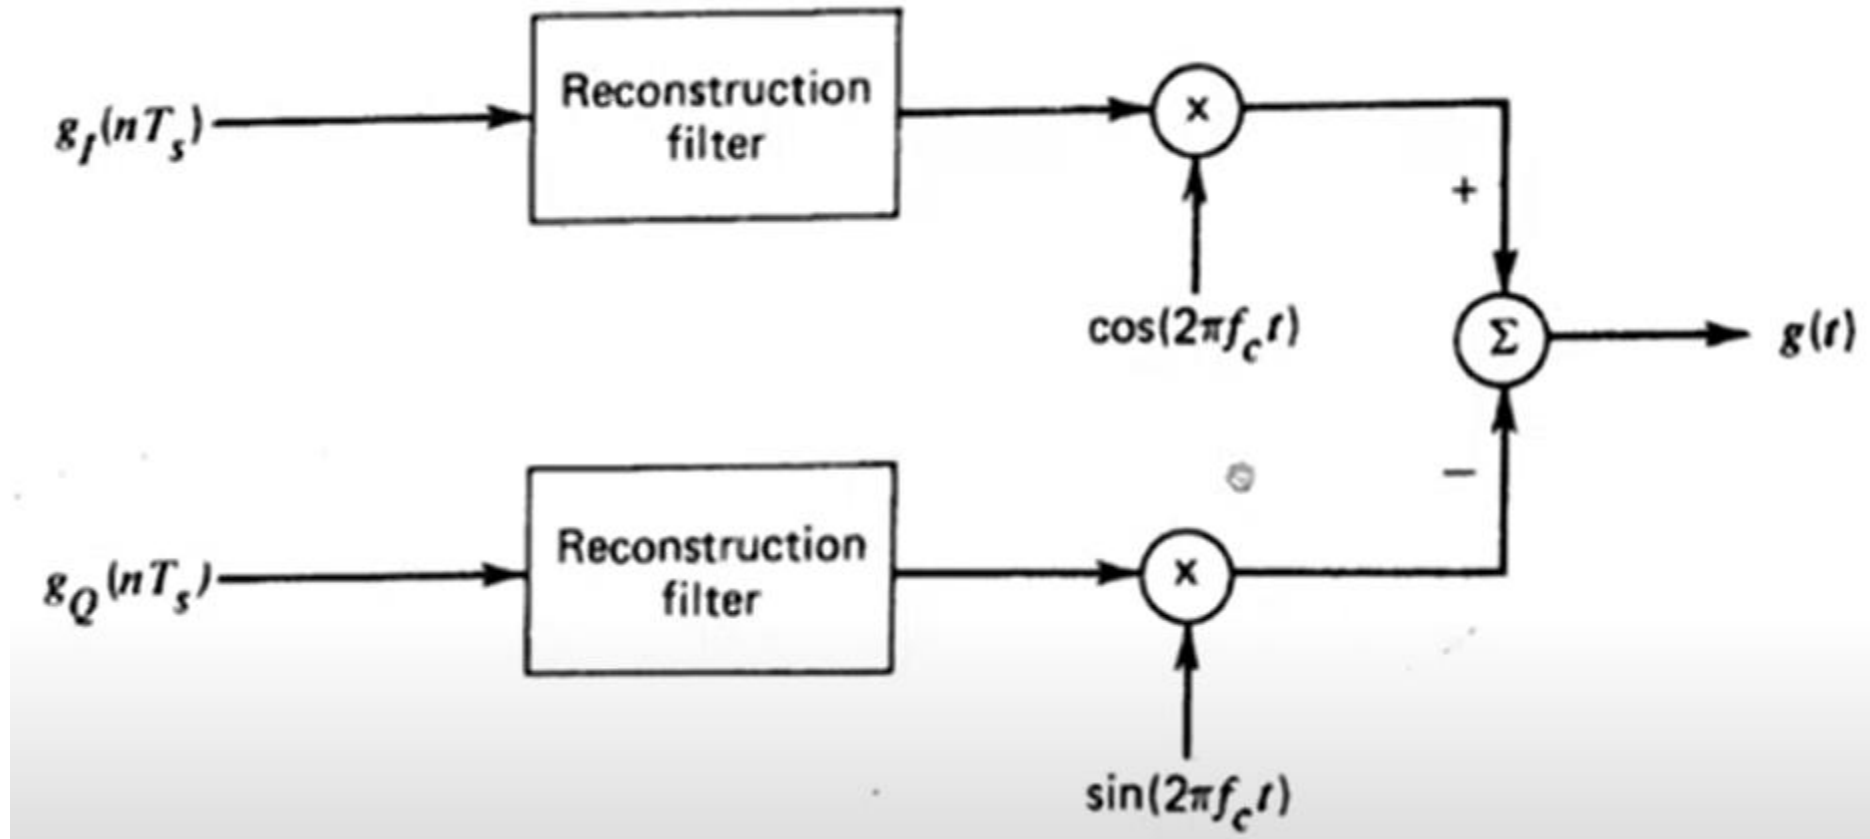 g_I(nT_s)
Reconstruction
filter
x
cos(2πf_c t)
+
Σ
g(t)
−
g_Q(nT_s)
Reconstruction
filter
x
sin(2πf_c t)